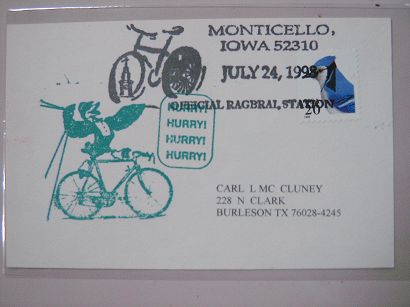 MONTICELLO,
IOWA 52310
JULY 24, 1998
OFFICIAL RAGBRAI STATION
20
HURRY!
HURRY!
HURRY!
HURRY!
CARL L MC CLUNEY
228 N CLARK
BURLESON TX 76028-4245